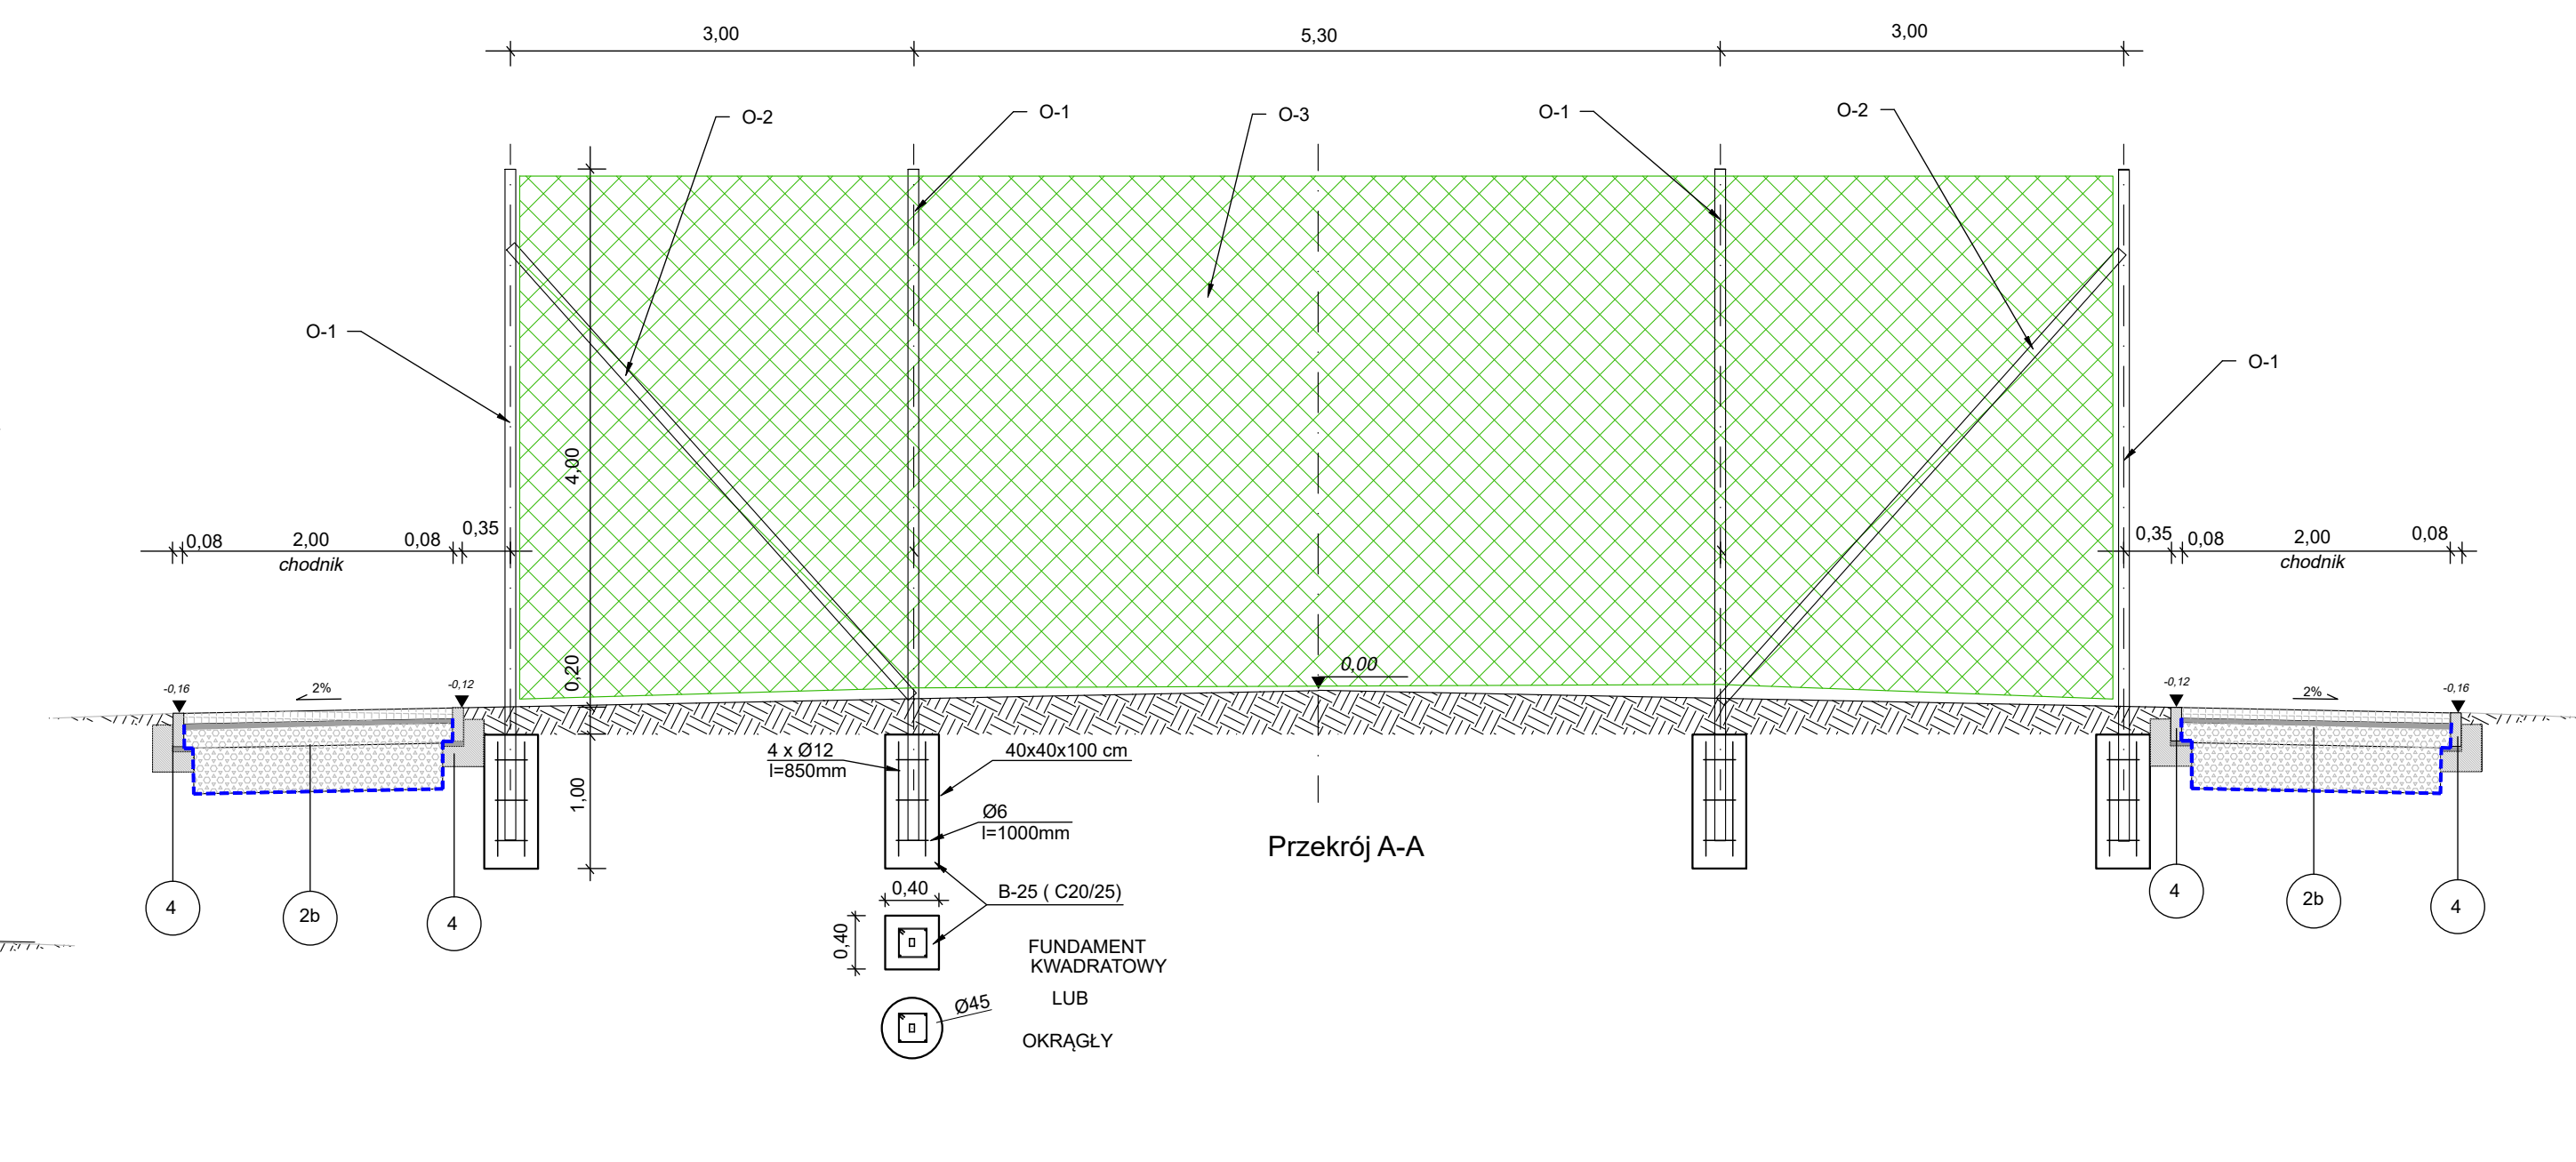 3,00
5,30
3,00
O-2
O-1
O-3
O-1
O-2
O-1
O-1
4,00
0,08
2,00
0,08
0,35
chodnik
0,35
0,08
2,00
0,08
chodnik
0,20
0,00
-0,16
2%
-0,12
-0,12
2%
-0,16
4 x Ø12
l=850mm
40x40x100 cm
1,00
Ø6
l=1000mm
Przekrój A-A
4
2b
4
4
2b
4
0,40
B-25 ( C20/25)
0,40
FUNDAMENT
KWADRATOWY
LUB
Ø45
OKRĄGŁY